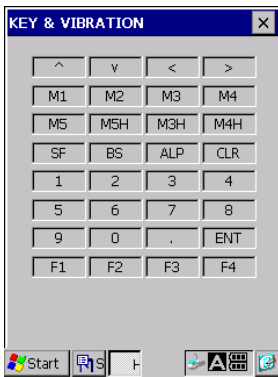 KEY & VIBRATION
^ v < >
M1 M2 M3 M4
M5 M5H M3H M4H
SF BS ALP CLR
1 2 3 4
5 6 7 8
9 0 . ENT
F1 F2 F3 F4
Start S H A